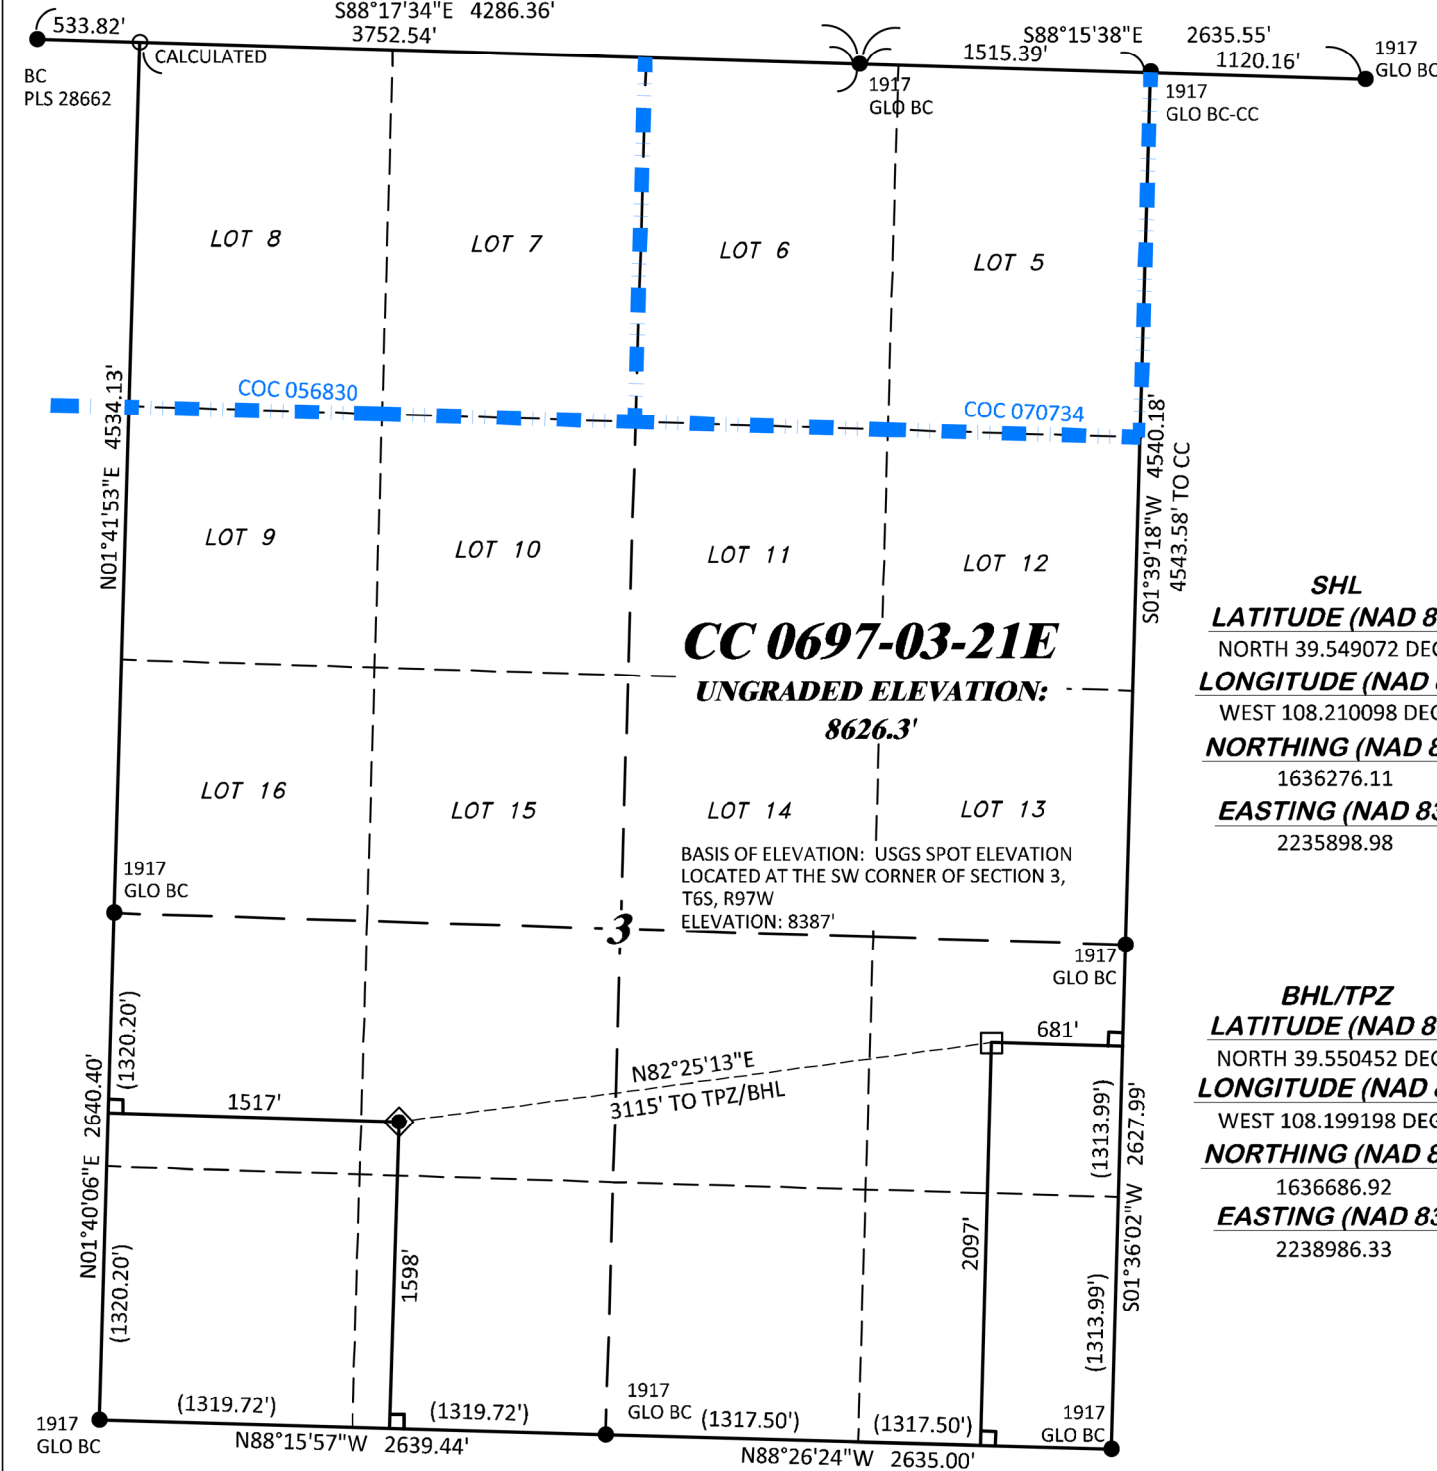 S88°17'34"E 4286.36'
533.82'
3752.54'
CALCULATED
BC
PLS 28662
S88°15'38"E 2635.55'
1515.39'
1120.16'
1917
GLO BC
1917
GLO BC
1917
GLO BC-CC
LOT 8
LOT 7
LOT 6
LOT 5
COC 056830
COC 070734
N01°41'53"E 4534.13'
S01°39'18"W 4540.18'
4543.58' TO CC
LOT 9
LOT 10
LOT 11
LOT 12
CC 0697-03-21E
UNGRADED ELEVATION:
8626.3'
LOT 16
LOT 15
LOT 14
LOT 13
BASIS OF ELEVATION: USGS SPOT ELEVATION
LOCATED AT THE SW CORNER OF SECTION 3,
T6S, R97W
ELEVATION: 8387'
1917
GLO BC
3
1917
GLO BC
SHL
LATITUDE (NAD 8
NORTH 39.549072 DEG
LONGITUDE (NAD 8
WEST 108.210098 DEG
NORTHING (NAD 8
1636276.11
EASTING (NAD 83
2235898.98
BHL/TPZ
LATITUDE (NAD 8
NORTH 39.550452 DEG
LONGITUDE (NAD 8
WEST 108.199198 DEG
NORTHING (NAD 8
1636686.92
EASTING (NAD 83
2238986.33
681'
N82°25'13"E
3115' TO TPZ/BHL
1517'
(1320.20')
N01°40'06"E 2640.40'
(1320.20')
1598'
2097'
(1313.99')
S01°36'02"W 2627.99'
(1313.99')
1917
GLO BC
(1319.72')
(1319.72')
N88°15'57"W 2639.44'
1917
GLO BC
(1317.50')
(1317.50')
N88°26'24"W 2635.00'
1917
GLO BC